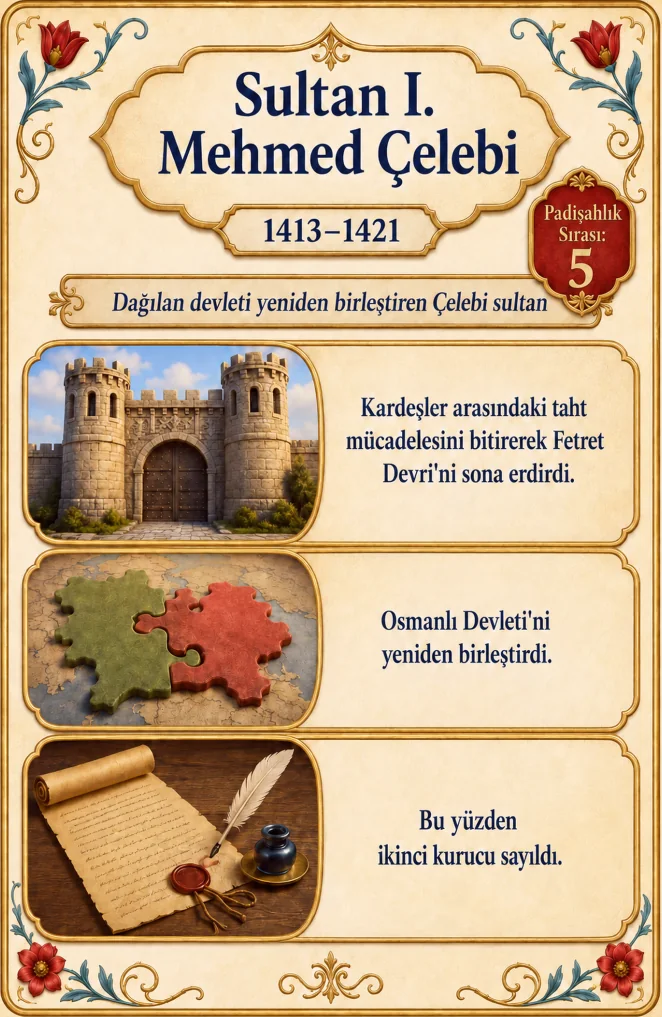 Sultan I.
Mehmed Çelebi
1413–1421
Padişahlık
Sırası:
5
Dağılan devleti yeniden birleştiren Çelebi sultan
Kardeşler arasındaki taht
mücadelesini bitirerek Fetret
Devri'ni sona erdirdi.
Osmanlı Devleti'ni
yeniden birleştirdi.
Bu yüzden
ikinci kurucu sayıldı.